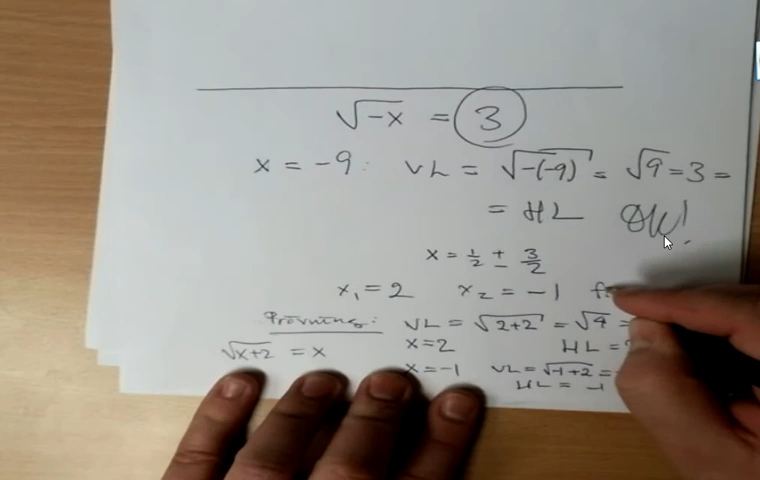 √-x = 3
x = -9: VL = √-(-9) = √9 = 3 =
= HL OK!
x = 1/2 ± 3/2
x₁ = 2 x₂ = -1
Prövning: VL = √2+2 = √4 =
√x+2 = x x=2 HL =
x=-1 VL = √-1+2 =
HL = -1